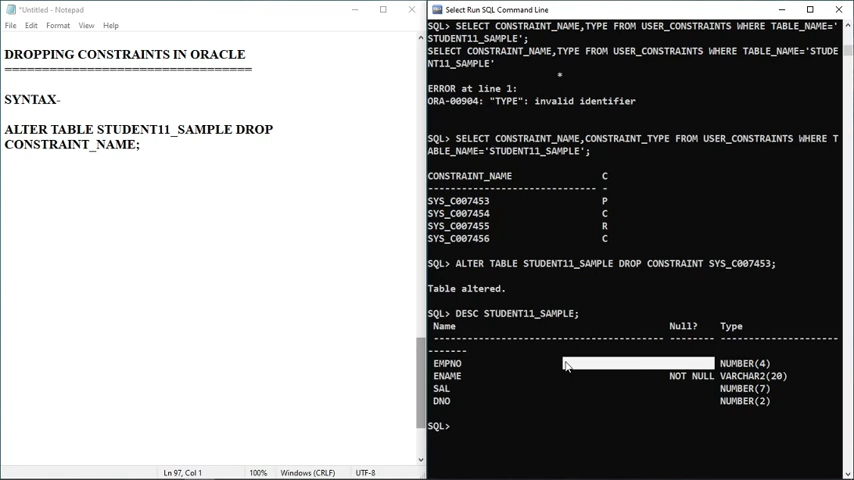 *Untitled - Notepad
File Edit Format View Help
DROPPING CONSTRAINTS IN ORACLE
=================================
SYNTAX-
ALTER TABLE STUDENT11_SAMPLE DROP
CONSTRAINT_NAME;
Ln 97, Col 1 100% Windows (CRLF) UTF-8
Select Run SQL Command Line
SQL> SELECT CONSTRAINT_NAME,TYPE FROM USER_CONSTRAINTS WHERE TABLE_NAME='
STUDENT11_SAMPLE';
SELECT CONSTRAINT_NAME,TYPE FROM USER_CONSTRAINTS WHERE TABLE_NAME='STUDE
NT11_SAMPLE'
*
ERROR at line 1:
ORA-00904: "TYPE": invalid identifier
SQL> SELECT CONSTRAINT_NAME,CONSTRAINT_TYPE FROM USER_CONSTRAINTS WHERE T
ABLE_NAME='STUDENT11_SAMPLE';
CONSTRAINT_NAME C
------------------------------ -
SYS_C007453 P
SYS_C007454 C
SYS_C007455 R
SYS_C007456 C
SQL> ALTER TABLE STUDENT11_SAMPLE DROP CONSTRAINT SYS_C007453;
Table altered.
SQL> DESC STUDENT11_SAMPLE;
Name Null? Type
----------------------------------------- -------- ----------------------
-------
EMPNO NUMBER(4)
ENAME NOT NULL VARCHAR2(20)
SAL NUMBER(7)
DNO NUMBER(2)
SQL>